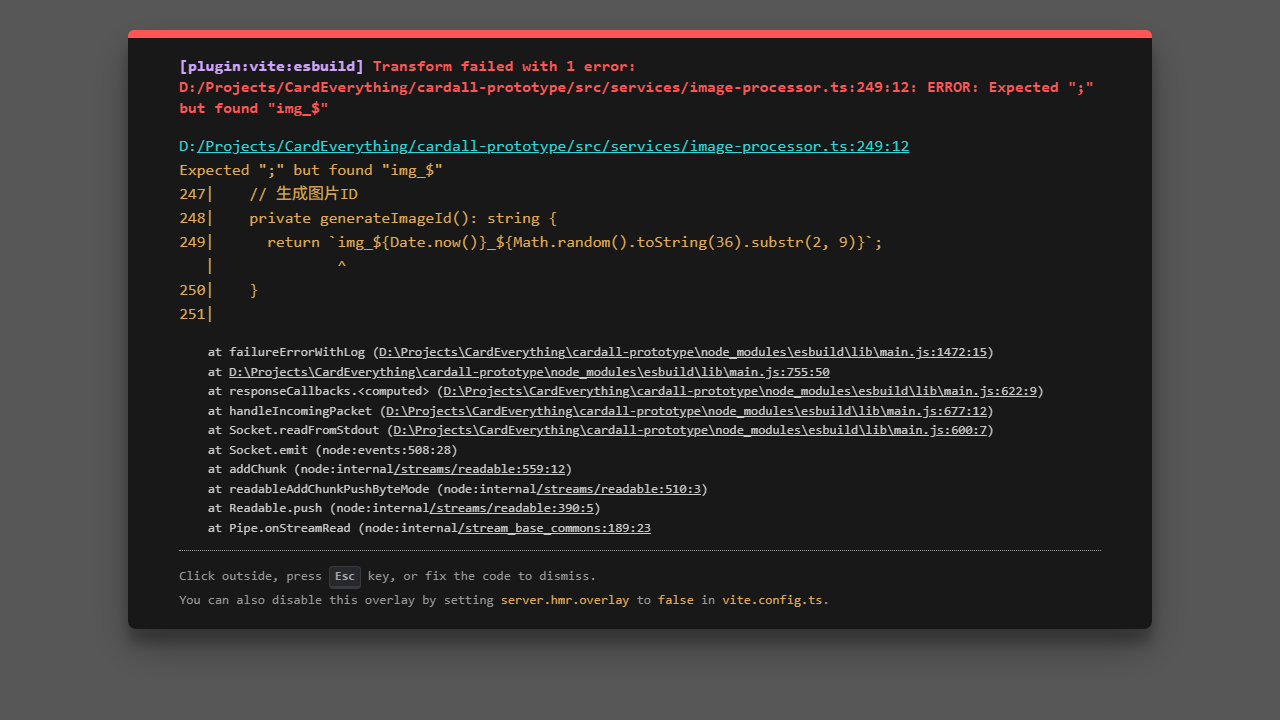 [plugin:vite:esbuild] Transform failed with 1 error:
D:/Projects/CardEverything/cardall-prototype/src/services/image-processor.ts:249:12: ERROR: Expected ";"
but found "img_$"
D:/Projects/CardEverything/cardall-prototype/src/services/image-processor.ts:249:12
Expected ";" but found "img_$"
247|    // 生成图片ID
248|    private generateImageId(): string {
249|      return `img_${Date.now()}_${Math.random().toString(36).substr(2, 9)}`;
   |              ^
250|    }
251|
at failureErrorWithLog (D:\Projects\CardEverything\cardall-prototype\node_modules\esbuild\lib\main.js:1472:15)
at D:\Projects\CardEverything\cardall-prototype\node_modules\esbuild\lib\main.js:755:50
at responseCallbacks.<computed> (D:\Projects\CardEverything\cardall-prototype\node_modules\esbuild\lib\main.js:622:9)
at handleIncomingPacket (D:\Projects\CardEverything\cardall-prototype\node_modules\esbuild\lib\main.js:677:12)
at Socket.readFromStdout (D:\Projects\CardEverything\cardall-prototype\node_modules\esbuild\lib\main.js:600:7)
at Socket.emit (node:events:508:28)
at addChunk (node:internal/streams/readable:559:12)
at readableAddChunkPushByteMode (node:internal/streams/readable:510:3)
at Readable.push (node:internal/streams/readable:390:5)
at Pipe.onStreamRead (node:internal/stream_base_commons:189:23
Click outside, press Esc key, or fix the code to dismiss.
You can also disable this overlay by setting server.hmr.overlay to false in vite.config.ts.